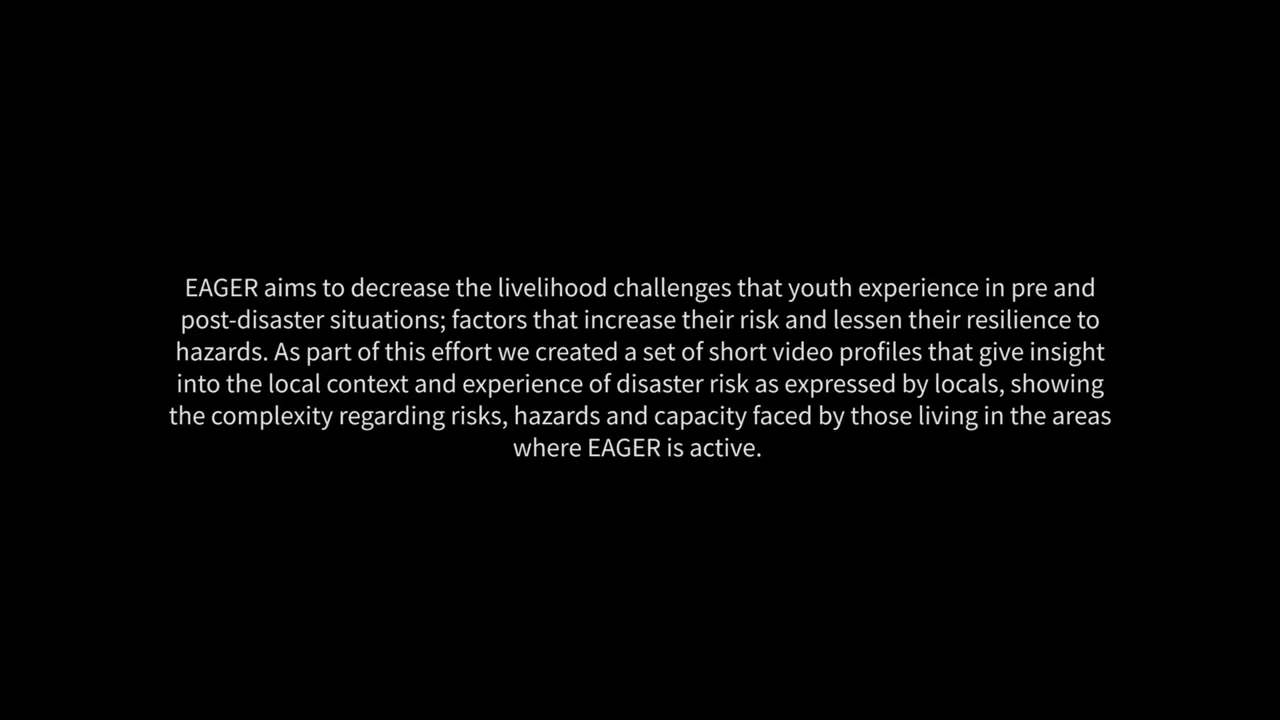 EAGER aims to decrease the livelihood challenges that youth experience in pre and
post-disaster situations; factors that increase their risk and lessen their resilience to
hazards. As part of this effort we created a set of short video profiles that give insight
into the local context and experience of disaster risk as expressed by locals, showing
the complexity regarding risks, hazards and capacity faced by those living in the areas
where EAGER is active.